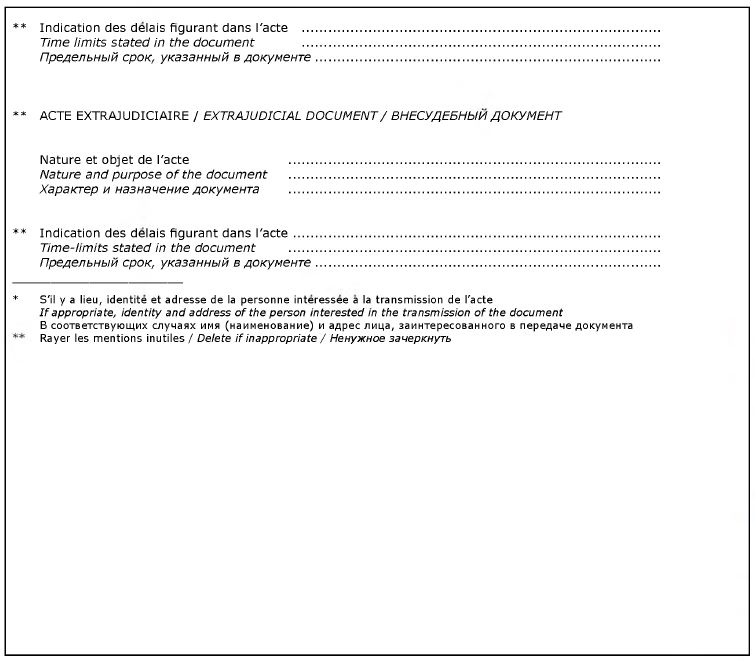 ** Indication des délais figurant dans l’acte ........................................................................
Time limits stated in the document ........................................................................
Предельный срок, указанный в документе .....................................................................
** ACTE EXTRAJUDICIAIRE / EXTRAJUDICIAL DOCUMENT / ВНЕСУДЕБНЫЙ ДОКУМЕНТ
Nature et objet de l’acte ...........................................................................
Nature and purpose of the document ...........................................................................
Характер и назначение документа ...........................................................................
** Indication des délais figurant dans l’acte ..........................................................................
Time-limits stated in the document ...........................................................................
Предельный срок, указанный в документе .....................................................................
* S’il y a lieu, identité et adresse de la personne intéressée à la transmission de l’acte
If appropriate, identity and address of the person interested in the transmission of the document
В соответствующих случаях имя (наименование) и адрес лица, заинтересованного в передаче документа
** Rayer les mentions inutiles / Delete if inappropriate / Ненужное зачеркнуть